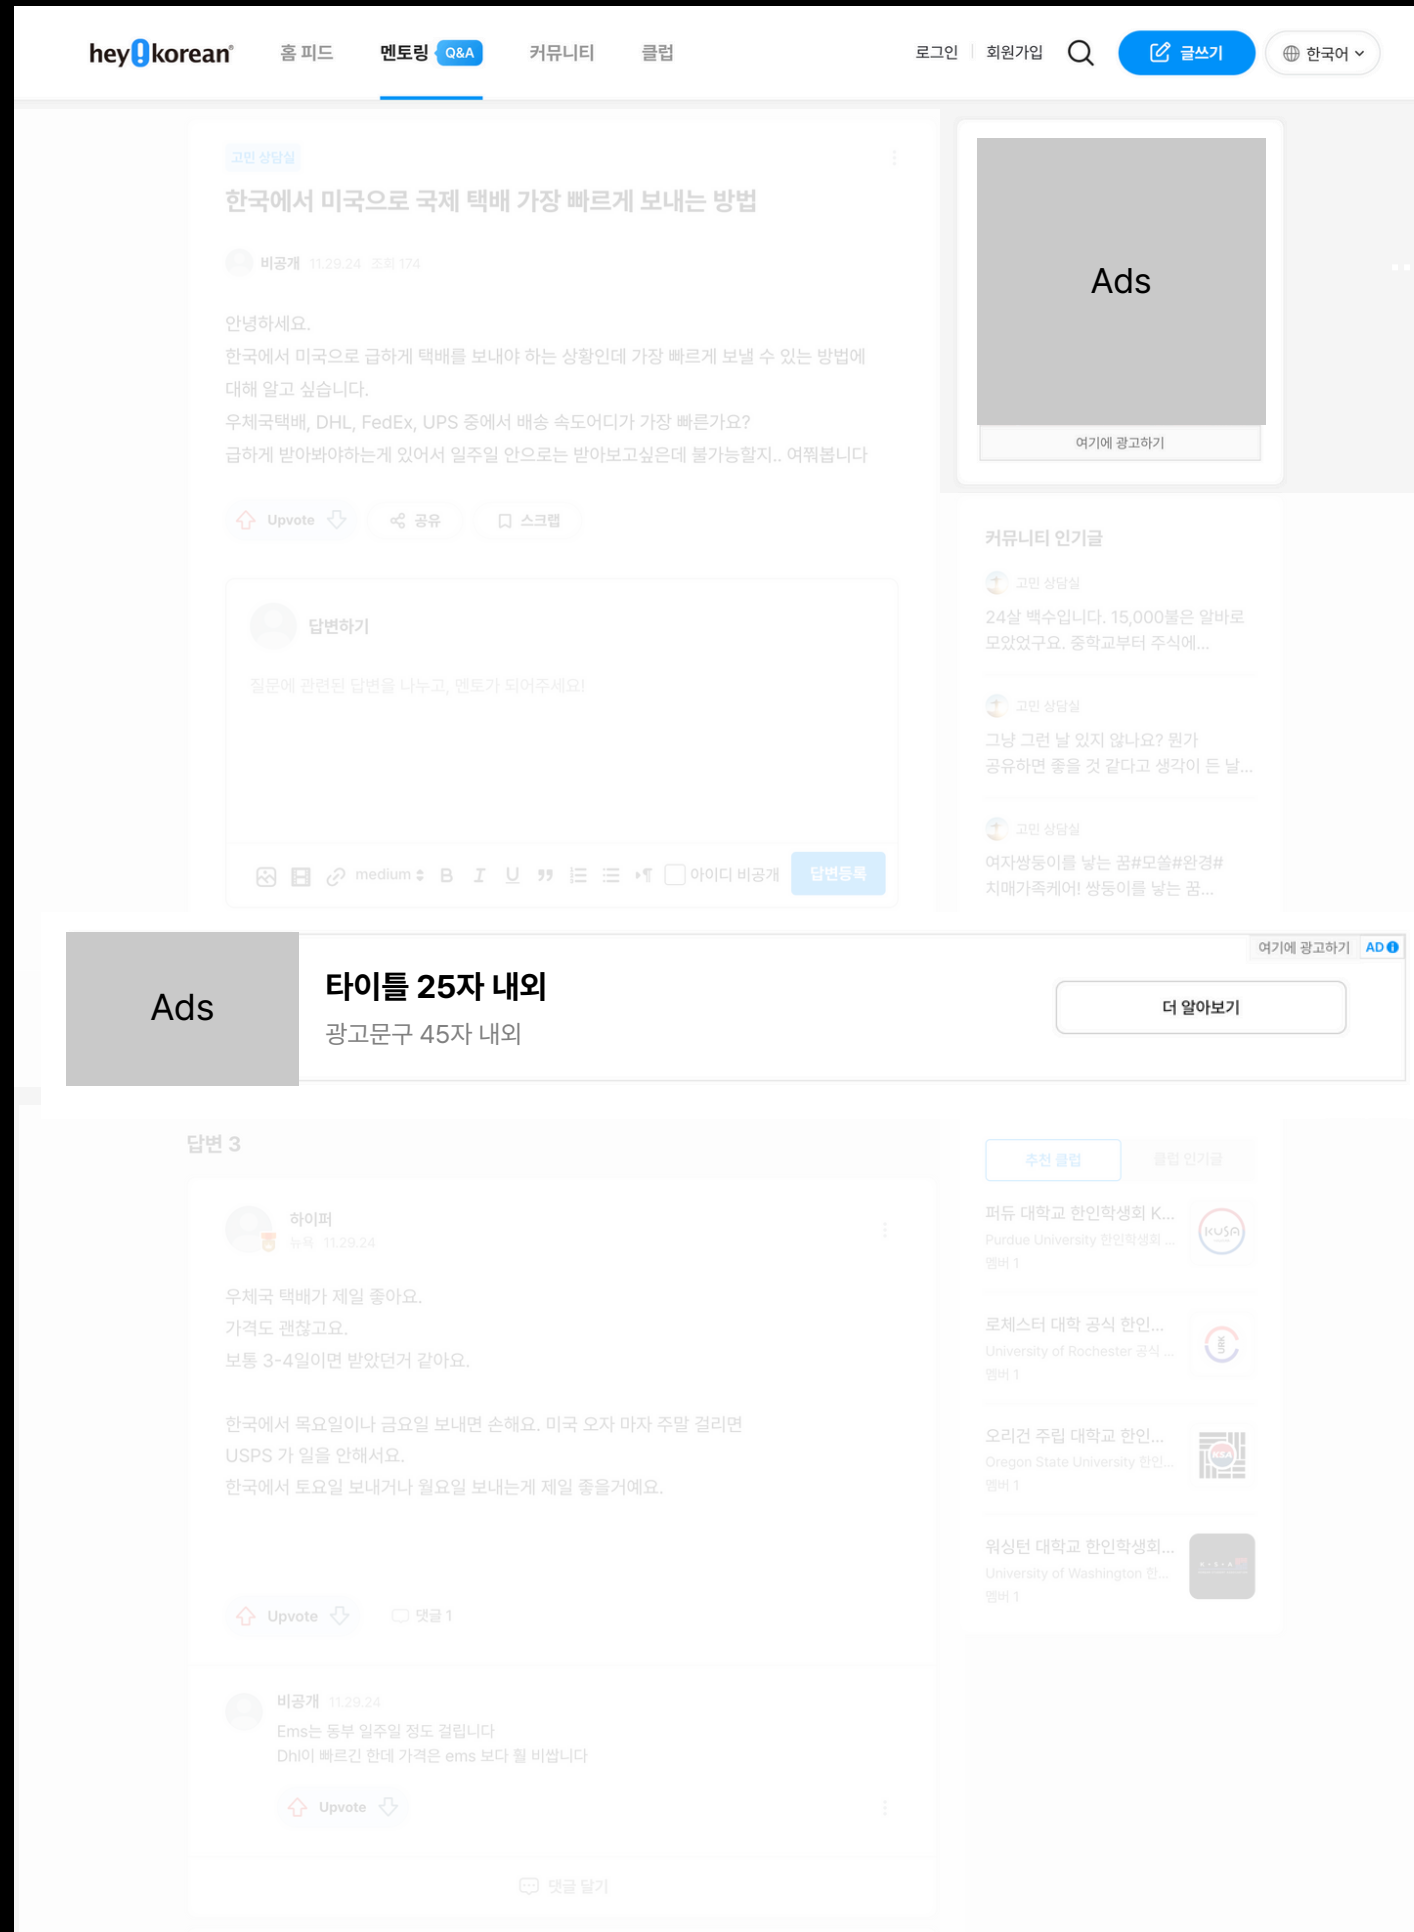 hey!korean®
홈 피드
멘토링 Q&A
커뮤니티
클럽
로그인
회원가입
글쓰기
한국어
고민 상담실
한국에서 미국으로 국제 택배 가장 빠르게 보내는 방법
비공개 11.29.24 조회 174
안녕하세요.
한국에서 미국으로 급하게 택배를 보내야 하는 상황인데 가장 빠르게 보낼 수 있는 방법에
대해 알고 싶습니다.
우체국택배, DHL, FedEx, UPS 중에서 배송 속도어디가 가장 빠른가요?
급하게 받아봐야하는게 있어서 일주일 안으로는 받아보고싶은데 불가능할지.. 여쭤봅니다
Upvote
공유
스크랩
답변하기
질문에 관련된 답변을 나누고, 멘토가 되어주세요!
medium B I U
아이디 비공개
답변등록
Ads
여기에 광고하기
커뮤니티 인기글
고민 상담실
24살 백수입니다. 15,000불은 알바로
모았었구요. 중학교부터 주식에...
고민 상담실
그냥 그런 날 있지 않나요? 뭔가
공유하면 좋을 것 같다고 생각이 든 날...
고민 상담실
여자쌍둥이를 낳는 꿈#모쏠#완경#
치매가족케어! 쌍둥이를 낳는 꿈...
Ads
타이틀 25자 내외
광고문구 45자 내외
더 알아보기
여기에 광고하기
AD
답변 3
하이퍼
뉴욕 11.29.24
우체국 택배가 제일 좋아요.
가격도 괜찮고요.
보통 3-4일이면 받았던거 같아요.
한국에서 목요일이나 금요일 보내면 손해요. 미국 오자 마자 주말 걸리면
USPS 가 일을 안해서요.
한국에서 토요일 보내거나 월요일 보내는게 제일 좋을거예요.
Upvote
댓글 1
비공개 11.29.24
Ems는 동부 일주일 정도 걸립니다
Dhl이 빠르긴 한데 가격은 ems 보다 훨 비쌉니다
Upvote
댓글 달기
추천 클럽
클럽 인기글
퍼듀 대학교 한인학생회 K...
Purdue University 한인학생회 ...
멤버 1
KUSA
로체스터 대학 공식 한인...
University of Rochester 공식 ...
멤버 1
URK
오리건 주립 대학교 한인...
Oregon State University 한인...
멤버 1
KSA
워싱턴 대학교 한인학생회...
University of Washington 한...
멤버 1